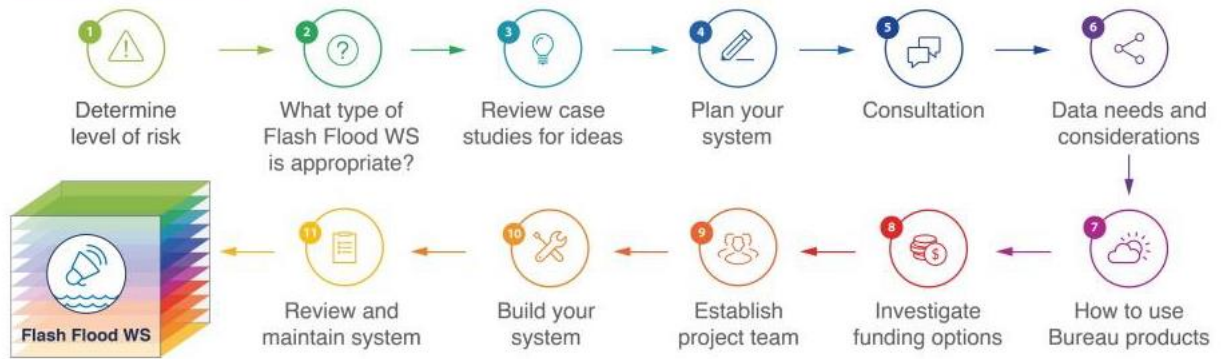 1
Determine
level of risk
2
What type of
Flash Flood WS
is appropriate?
3
Review case
studies for ideas
4
Plan your
system
5
Consultation
6
Data needs and
considerations
7
How to use
Bureau products
8
Investigate
funding options
9
Establish
project team
10
Build your
system
11
Review and
maintain system
Flash Flood WS